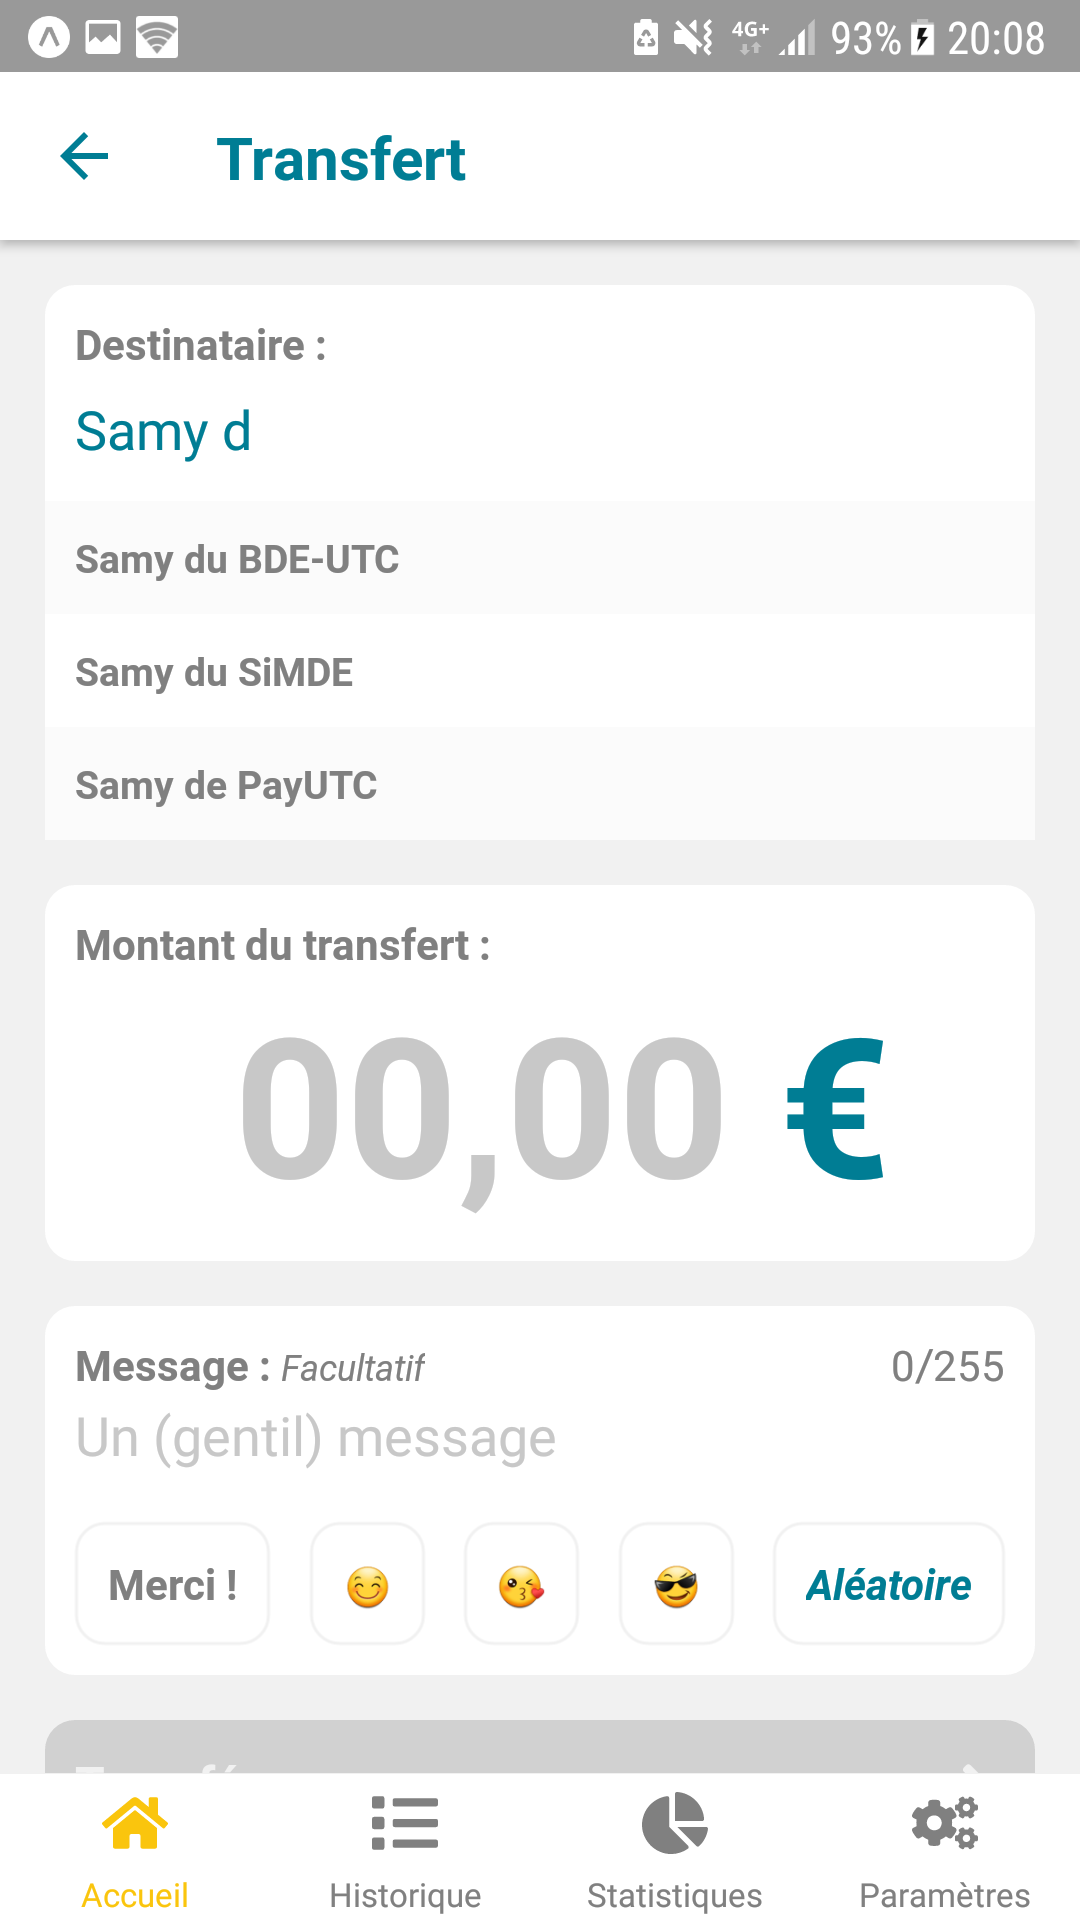 4G+ 93% 20:08
Transfert
Destinataire :
Samy d
Samy du BDE-UTC
Samy du SiMDE
Samy de PayUTC
Montant du transfert :
00,00 €
Message : Facultatif 0/255
Un (gentil) message
Merci ! 😊 😘 😎 Aléatoire
Accueil Historique Statistiques Paramètres